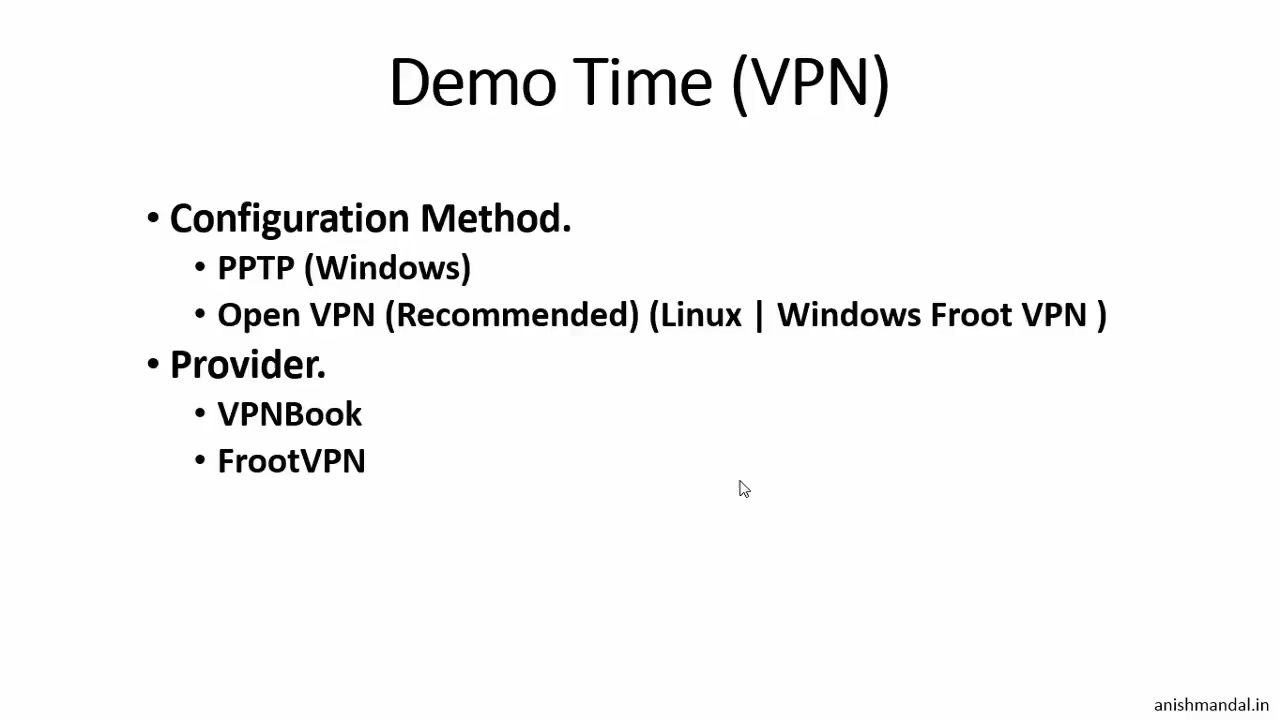 Demo Time (VPN)
• Configuration Method.
• PPTP (Windows)
• Open VPN (Recommended) (Linux | Windows Froot VPN )
• Provider.
• VPNBook
• FrootVPN
anishmandal.in